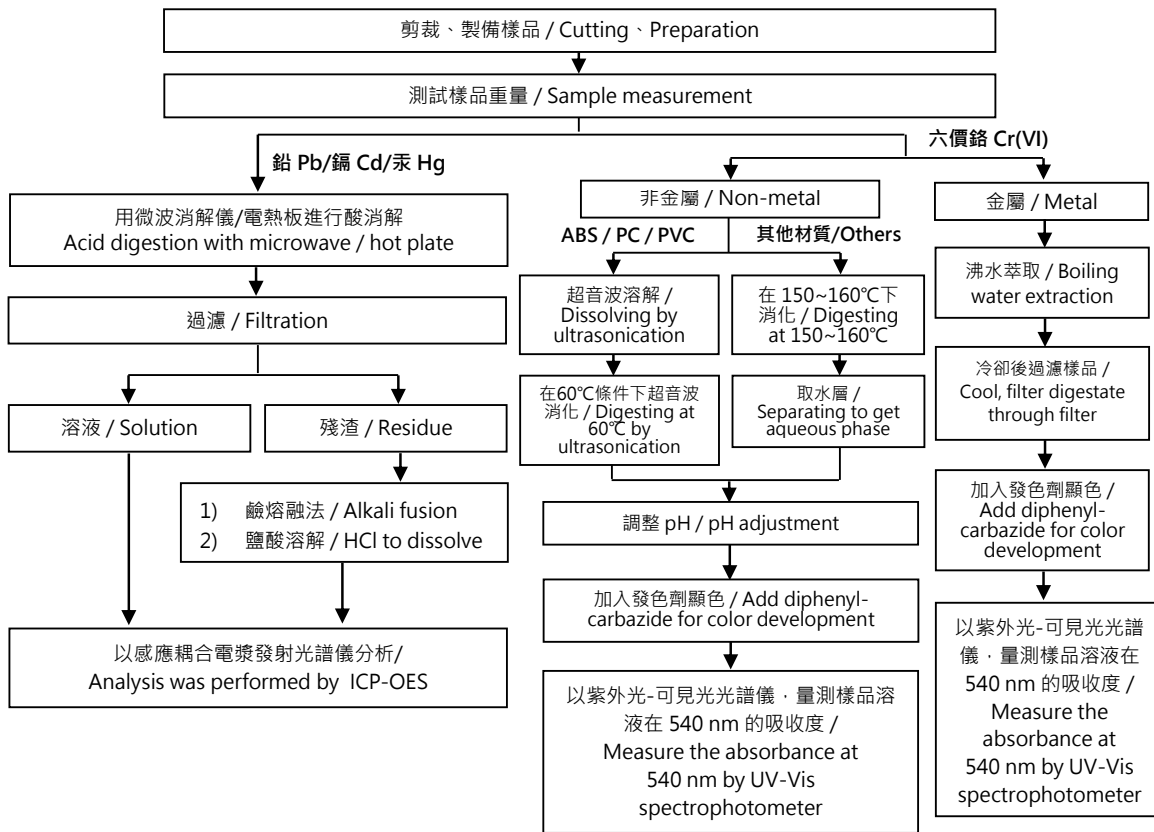 剪裁、製備樣品 / Cutting、Preparation
測試樣品重量 / Sample measurement
鉛 Pb/鎘 Cd/汞 Hg
六價鉻 Cr(VI)
用微波消解儀/電熱板進行酸消解
Acid digestion with microwave / hot plate
過濾 / Filtration
溶液 / Solution
殘渣 / Residue
1) 鹼熔融法 / Alkali fusion
2) 鹽酸溶解 / HCl to dissolve
以感應耦合電漿發射光譜儀分析/
Analysis was performed by ICP-OES
非金屬 / Non-metal
ABS / PC / PVC
其他材質/Others
超音波溶解 /
Dissolving by
ultrasonication
在60℃條件下超音波
消化 / Digesting at
60℃ by
ultrasonication
在 150~160℃下
消化 / Digesting
at 150~160℃
取水層 /
Separating to get
aqueous phase
調整 pH / pH adjustment
加入發色劑顯色 / Add diphenyl-
carbazide for color development
以紫外光-可見光光譜儀，量測樣品溶
液在 540 nm 的吸收度 /
Measure the absorbance at
540 nm by UV-Vis
spectrophotometer
金屬 / Metal
沸水萃取 / Boiling
water extraction
冷卻後過濾樣品 /
Cool, filter digestate
through filter
加入發色劑顯色 /
Add diphenyl-
carbazide for color
development
以紫外光-可見光光譜
儀，量測樣品溶液在
540 nm 的吸收度 /
Measure the
absorbance at
540 nm by UV-Vis
spectrophotometer